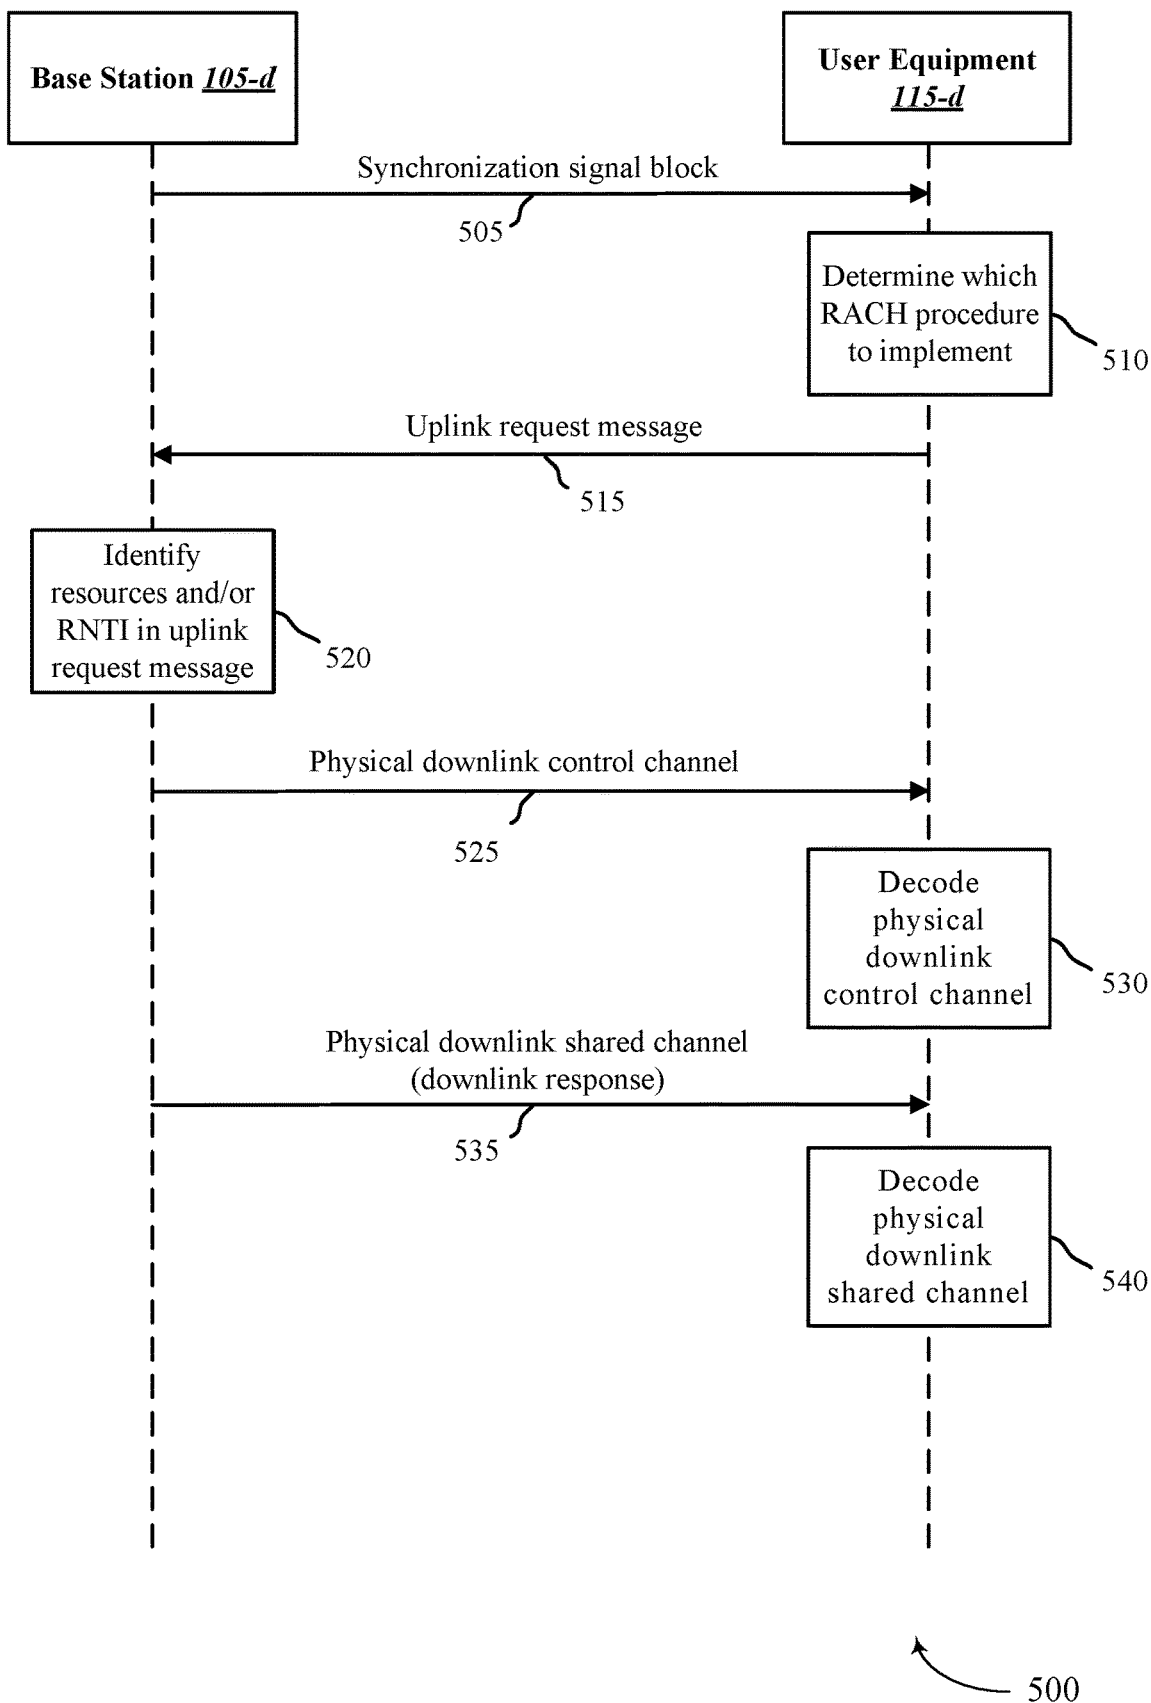 Base Station 105-d
User Equipment
115-d
Synchronization signal block
505
Determine which
RACH procedure
to implement
510
Uplink request message
515
Identify
resources and/or
RNTI in uplink
request message
520
Physical downlink control channel
525
Decode
physical
downlink
control channel
530
Physical downlink shared channel
(downlink response)
535
Decode
physical
downlink
shared channel
540
500